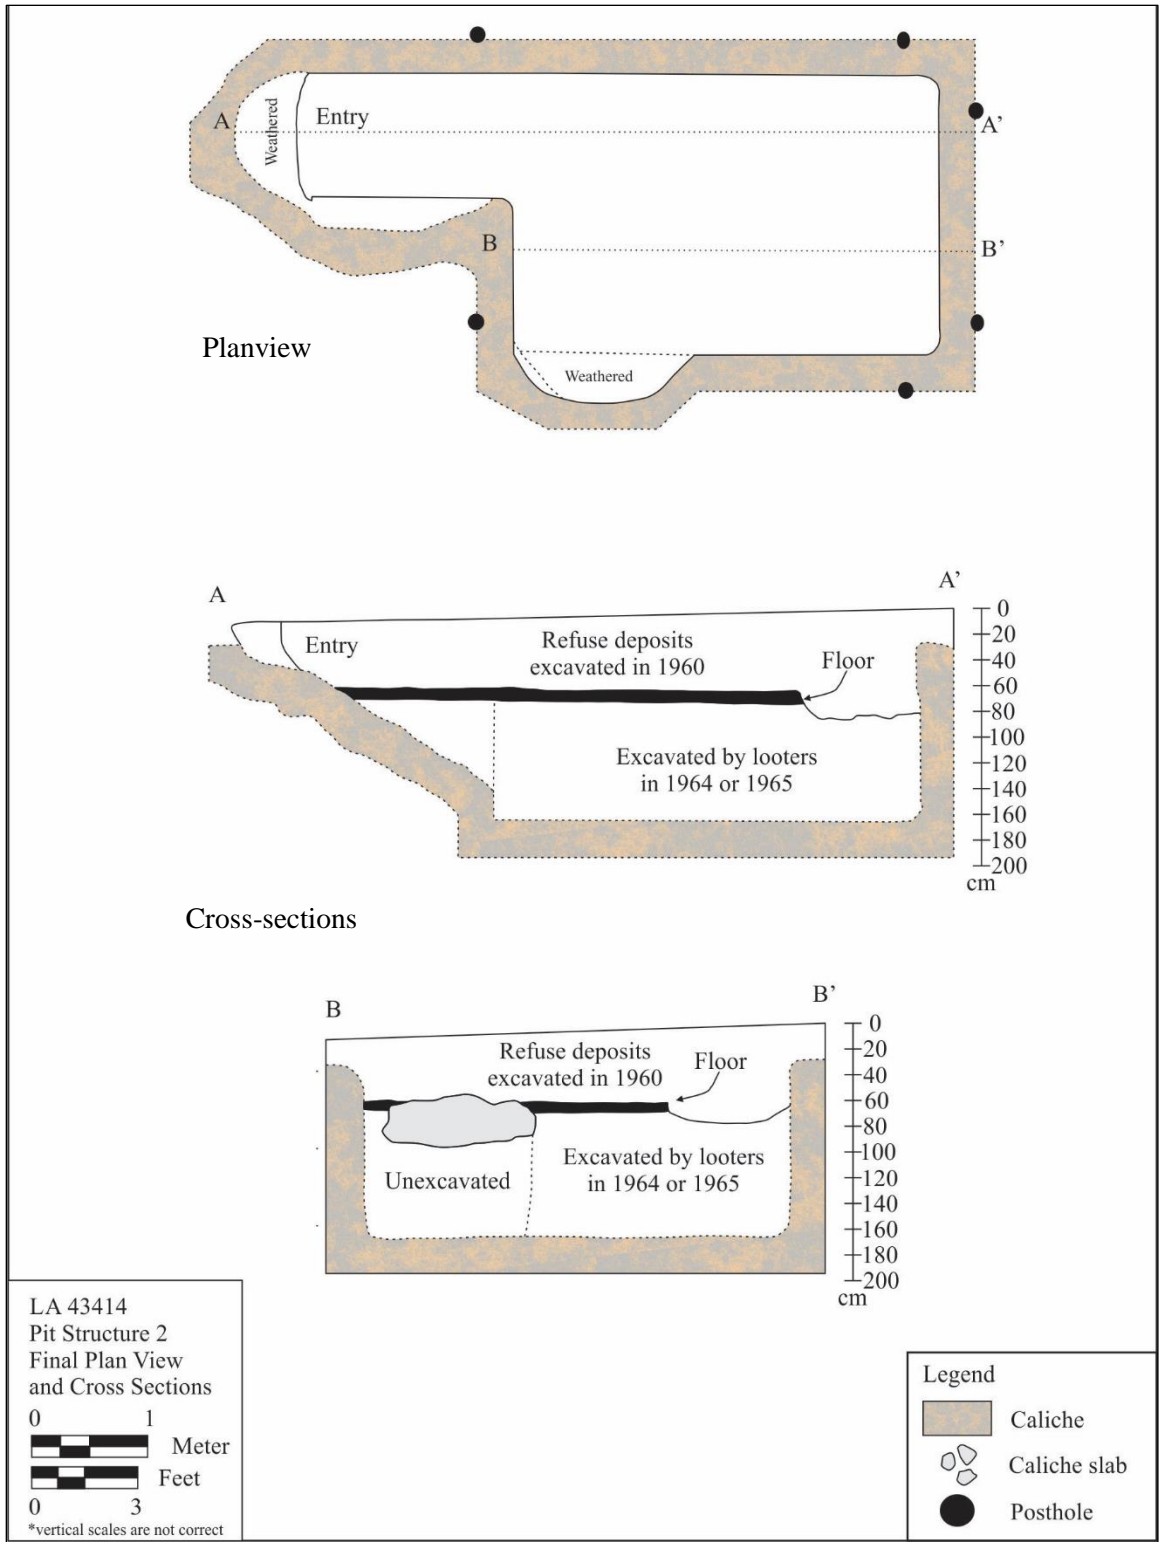 A
Weathered
Entry
A’
B
B’
Planview
Weathered
A
A’
Entry
Refuse deposits
excavated in 1960
Floor
Excavated by looters
in 1964 or 1965
0
20
40
60
80
100
120
140
160
180
200
cm
Cross-sections
B
B’
Refuse deposits
excavated in 1960
Floor
Unexcavated
Excavated by looters
in 1964 or 1965
0
20
40
60
80
100
120
140
160
180
200
cm
LA 43414
Pit Structure 2
Final Plan View
and Cross Sections
0 1
Meter
Feet
0 3
*vertical scales are not correct
Legend
Caliche
Caliche slab
Posthole